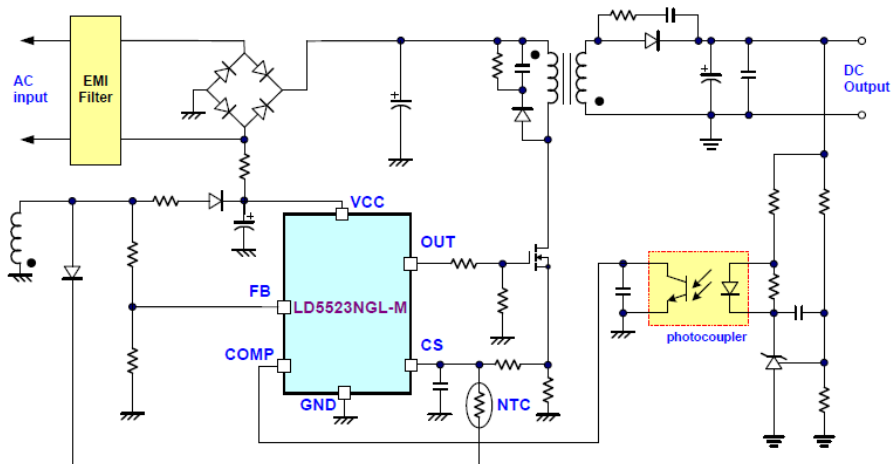 AC
input
EMI
Filter
DC
Output
VCC
OUT
FB
LD5523NGL-M
COMP
CS
GND
NTC
photocoupler
+
+
+